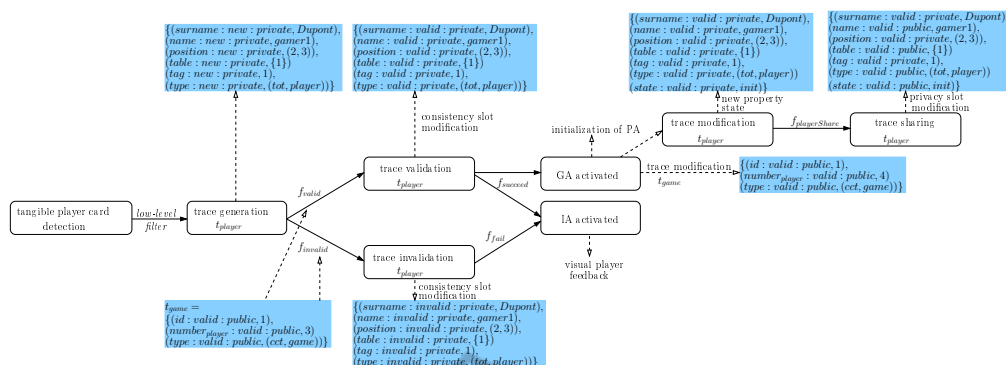 {(surname : new : private, Dupont),
(name : new : private, gamer1),
(position : new : private, (2, 3)),
(table : new : private, {1})
(tag : new : private, 1),
(type : new : private, (tot, player))}
{(surname : valid : private, Dupont),
(name : valid : private, gamer1),
(position : valid : private, (2, 3)),
(table : valid : private, {1})
(tag : valid : private, 1),
(type : valid : private, (tot, player))}
{(surname : valid : private, Dupont),
(name : valid : private, gamer1),
(position : valid : private, (2, 3)),
(table : valid : private, {1})
(tag : valid : private, 1),
(type : valid : private, (tot, player))
(state : valid : private, init)}
{(surname : valid : private, Dupont),
(name : valid : public, gamer1),
(position : valid : private, (2, 3)),
(table : valid : public, {1})
(tag : valid : private, 1),
(type : valid : public, (tot, player))
(state : valid : public, init)}
new property
state
privacy slot
modification
consistency slot
modification
initialization of PA
trace modification
t_player
f_playerShare
trace sharing
t_player
trace validation
t_player
f_succeed
GA activated
trace modification
t_game
{(id : valid : public, 1),
number_player : valid : public, 4)
(type : valid : public, (cct, game))}
tangible player card
detection
low-level
filter
trace generation
t_player
f_valid
f_invalid
IA activated
f_fail
trace invalidation
t_player
visual player
feedback
consistency slot
modification
t_game =
{(id : valid : public, 1),
(number_player : valid : public, 3)
(type : valid : public, (cct, game))}
{(surname : invalid : private, Dupont),
(name : invalid : private, gamer1),
(position : invalid : private, (2, 3)),
(table : invalid : private, {1})
(tag : invalid : private, 1),
(type : invalid : private, (tot, player))}